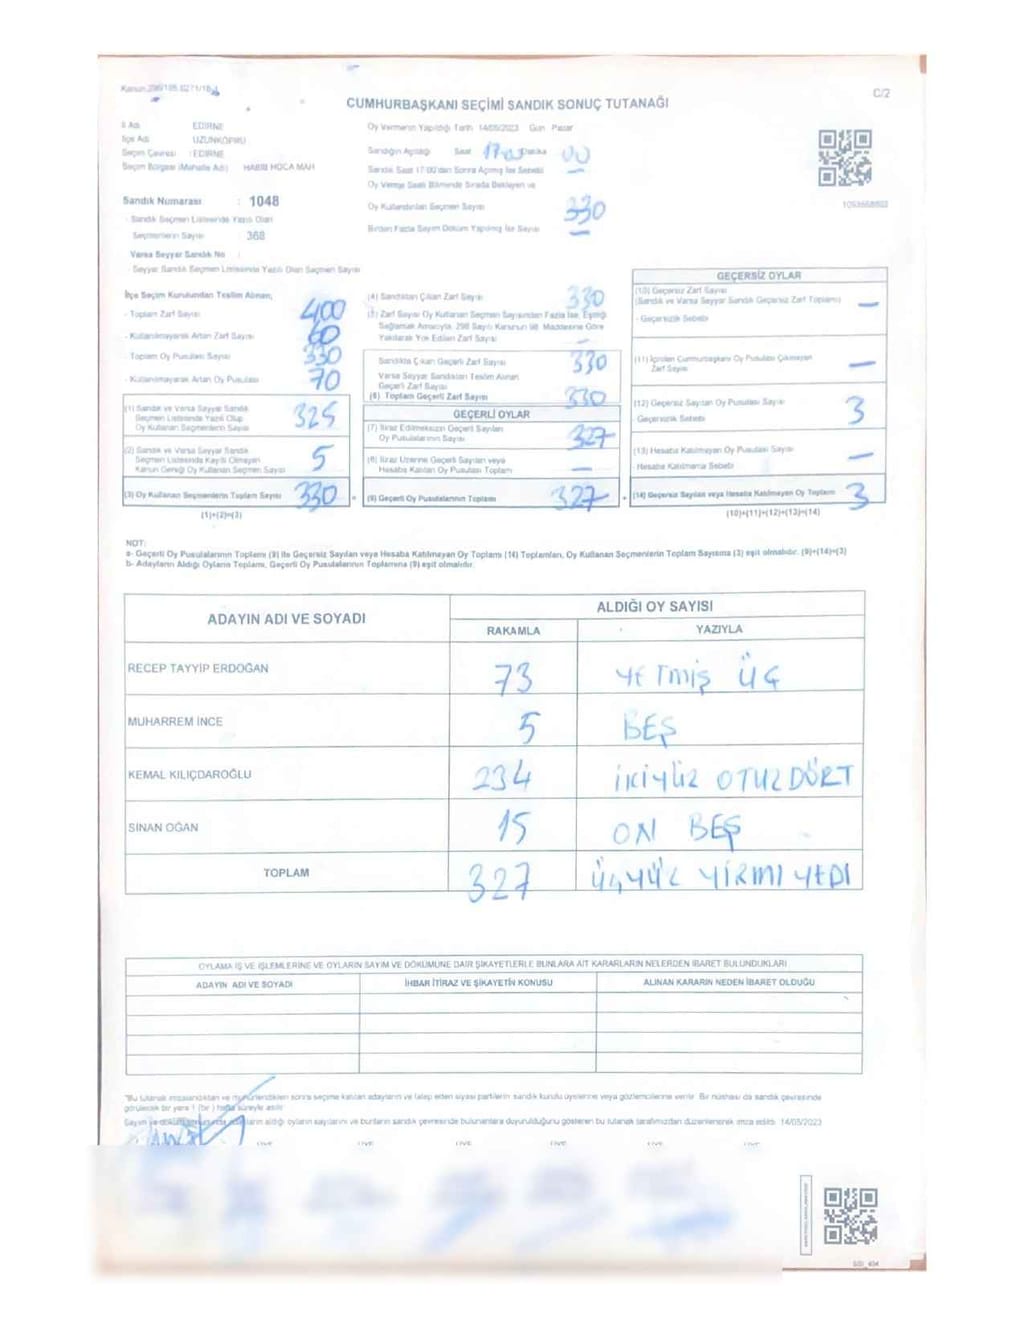 C/2
CUMHURBAŞKANI SEÇİMİ SANDIK SONUÇ TUTANAĞI
İl Adı EDİRNE
İlçe Adı UZUNKÖPRÜ
Seçim Çevresi : EDİRNE
Seçim Bölgesi (Mahalle Adı) HABİB HOCA MAH
Sandık Numarası : 1048
- Sandık Seçmen Listesinde Yazılı Olan
Seçmenlerin Sayısı : 368
Varsa Seyyar Sandık No :
- Seyyar Sandık Seçmen Listesinde Yazılı Olan Seçmen Sayısı
Oy Vermenin Yapıldığı Tarih 14/05/2023 Gün Pazar
Sandığın Açıldığı Saat 17:03 Dakika 00
Sandık Saat 17:00'dan Sonra Açılmış İse Sebebi —
Oy Verme Saati Bitiminde Sırada Bekleyen ve
Oy Kullandırılan Seçmen Sayısı 330
Birden Fazla Sayım Döküm Yapılmış İse Sayısı —
İlçe Seçim Kurulundan Teslim Alınan;
- Toplam Zarf Sayısı 400
- Kullanılmayarak Artan Zarf Sayısı 60
- Toplam Oy Pusulası Sayısı 330
- Kullanılmayarak Artan Oy Pusulası 70
(1) Sandık ve Varsa Seyyar Sandık
Seçmen Listesinde Yazılı Olup
Oy Kullanan Seçmenlerin Sayısı 325
(2) Sandık ve Varsa Seyyar Sandık
Seçmen Listesinde Kayıtlı Olmayan
Kanun Gereği Oy Kullanan Seçmen Sayısı 5
(3) Oy Kullanan Seçmenlerin Toplam Sayısı 330
(1)+(2)=(3)
(4) Sandıktan Çıkan Zarf Sayısı 330
(5) Zarf Sayısı Oy Kullanan Seçmen Sayısından Fazla İse, Eşitliği
Sağlamak Amacıyla, 298 Sayılı Kanunun 98. Maddesine Göre
Yakılarak Yok Edilen Zarf Sayısı —
Sandıkta Çıkan Geçerli Zarf Sayısı 330
Varsa Seyyar Sandıktan Teslim Alınan
Geçerli Zarf Sayısı
(6) Toplam Geçerli Zarf Sayısı 330
GEÇERLİ OYLAR
(7) İtiraz Edilmeksizin Geçerli Sayılan
Oy Pusulalarının Sayısı 327
(8) İtiraz Üzerine Geçerli Sayılan veya
Hesaba Katılan Oy Pusulası Toplamı —
(9) Geçerli Oy Pusulalarının Toplamı 327
GEÇERSİZ OYLAR
(10) Geçersiz Zarf Sayısı
(Sandık ve Varsa Seyyar Sandık Geçersiz Zarf Toplamı) —
- Geçersizlik Sebebi
(11) İçinden Cumhurbaşkanı Oy Pusulası Çıkmayan
Zarf Sayısı —
(12) Geçersiz Sayılan Oy Pusulası Sayısı 3
- Geçersizlik Sebebi
(13) Hesaba Katılmayan Oy Pusulası Sayısı —
- Hesaba Katılmama Sebebi
(14) Geçersiz Sayılan veya Hesaba Katılmayan Oy Toplamı 3
(10)+(11)+(12)+(13)=(14)
NOT:
a- Geçerli Oy Pusulalarının Toplamı (9) ile Geçersiz Sayılan veya Hesaba Katılmayan Oy Toplamı (14) Toplamları, Oy Kullanan Seçmenlerin Toplam Sayısına (3) eşit olmalıdır. (9)+(14)=(3)
b- Adayların Aldığı Oyların Toplamı, Geçerli Oy Pusulalarının Toplamına (9) eşit olmalıdır.
ADAYIN ADI VE SOYADI ALDIĞI OY SAYISI
RAKAMLA YAZIYLA
RECEP TAYYİP ERDOĞAN 73 YETMİŞ ÜÇ
MUHARREM İNCE 5 BEŞ
KEMAL KILIÇDAROĞLU 234 İKİYÜZ OTUZ DÖRT
SİNAN OĞAN 15 ON BEŞ
TOPLAM 327 ÜÇYÜZ YİRMİ YEDİ
OYLAMA İŞ VE İŞLEMLERİNE VE OYLARIN SAYIM VE DÖKÜMÜNE DAİR ŞİKAYETLERLE BUNLARA AİT KARARLARIN NELERDEN İBARET BULUNDUKLARI
ADAYIN ADI VE SOYADI İHBAR İTİRAZ VE ŞİKAYETİN KONUSU ALINAN KARARIN NEDEN İBARET OLDUĞU
"Bu tutanak imzalandıktan ve mühürlendikten sonra seçime katılan adayların ve talep eden siyasi partilerin sandık kurulu üyelerine veya gözlemcilerine verilir. Bir nüshası da sandık çevresinde
görülecek bir yere 1 (bir) hafta süreyle asılır.
oyların sayılarını ve bunların sandık çevresinde bulunanlara duyurulduğunu gösteren bu tutanak tarafımızdan düzenlenerek imza edildi. 14/05/2023